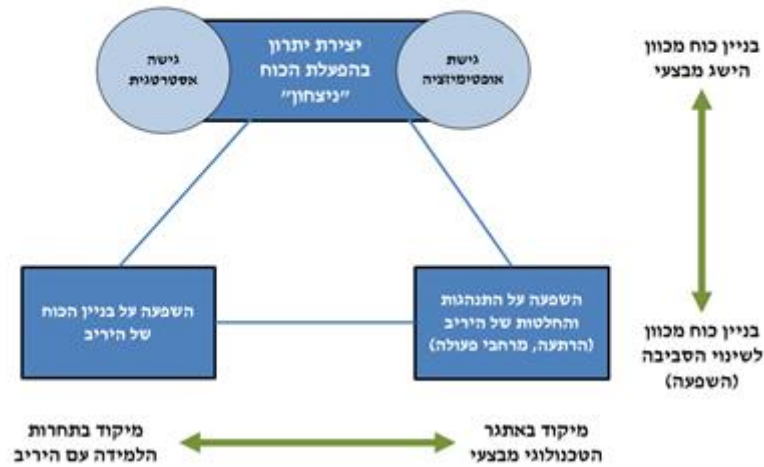 גישת
אופטימיזציה
יצירת יתרון
בהפעלת הכוח
"ניצחון"
גישה
אסטרטגית
בניין כוח מכוון
הישג מבצעי
השפעה על התנהגות
והחלטות של היריב
(הרתעה, מרחבי פעולה)
השפעה על בניין הכוח
של היריב
בניין כוח מכוון
לשינוי הסביבה
(השפעה)
מיקוד באתגר
הטכנולוגי מבצעי
מיקוד בתחרות
הלמידה עם היריב